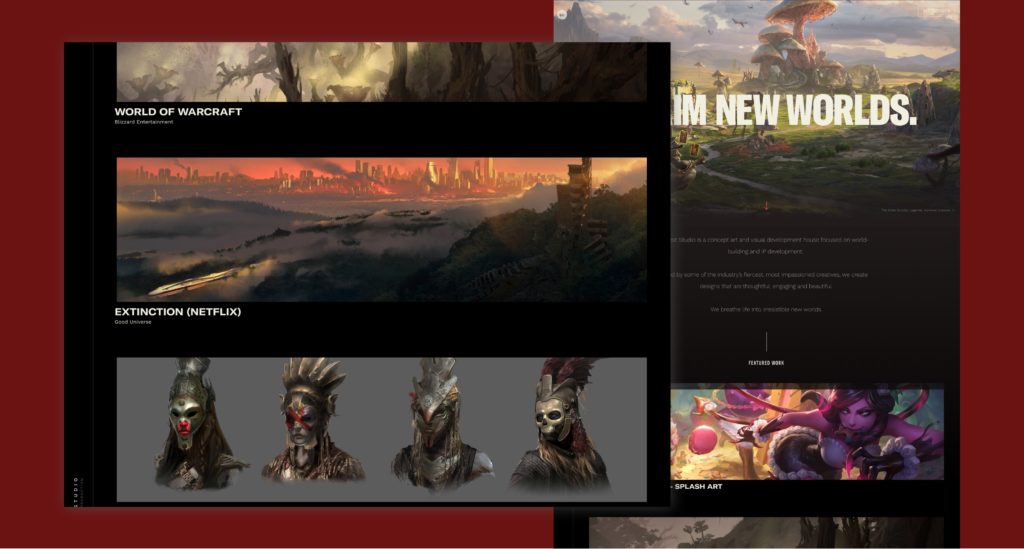 WORLD OF WARCRAFT
Blizzard Entertainment
EXTINCTION (NETFLIX)
Good Universe
STUDIO
IM NEW WORLDS.
Studio is a concept art and visual development house focused on world-
building and IP development.
by some of the industry's fiercest, most impassioned creatives, we create
designs that are thoughtful, engaging and beautiful.
We breathe life into irresistible new worlds.
FEATURED WORK
- SPLASH ART